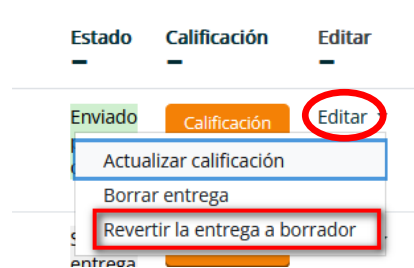 Estado Calificación Editar
Enviado Calificación Editar
Actualizar calificación
Borrar entrega
Revertir la entrega a borrador
entrega